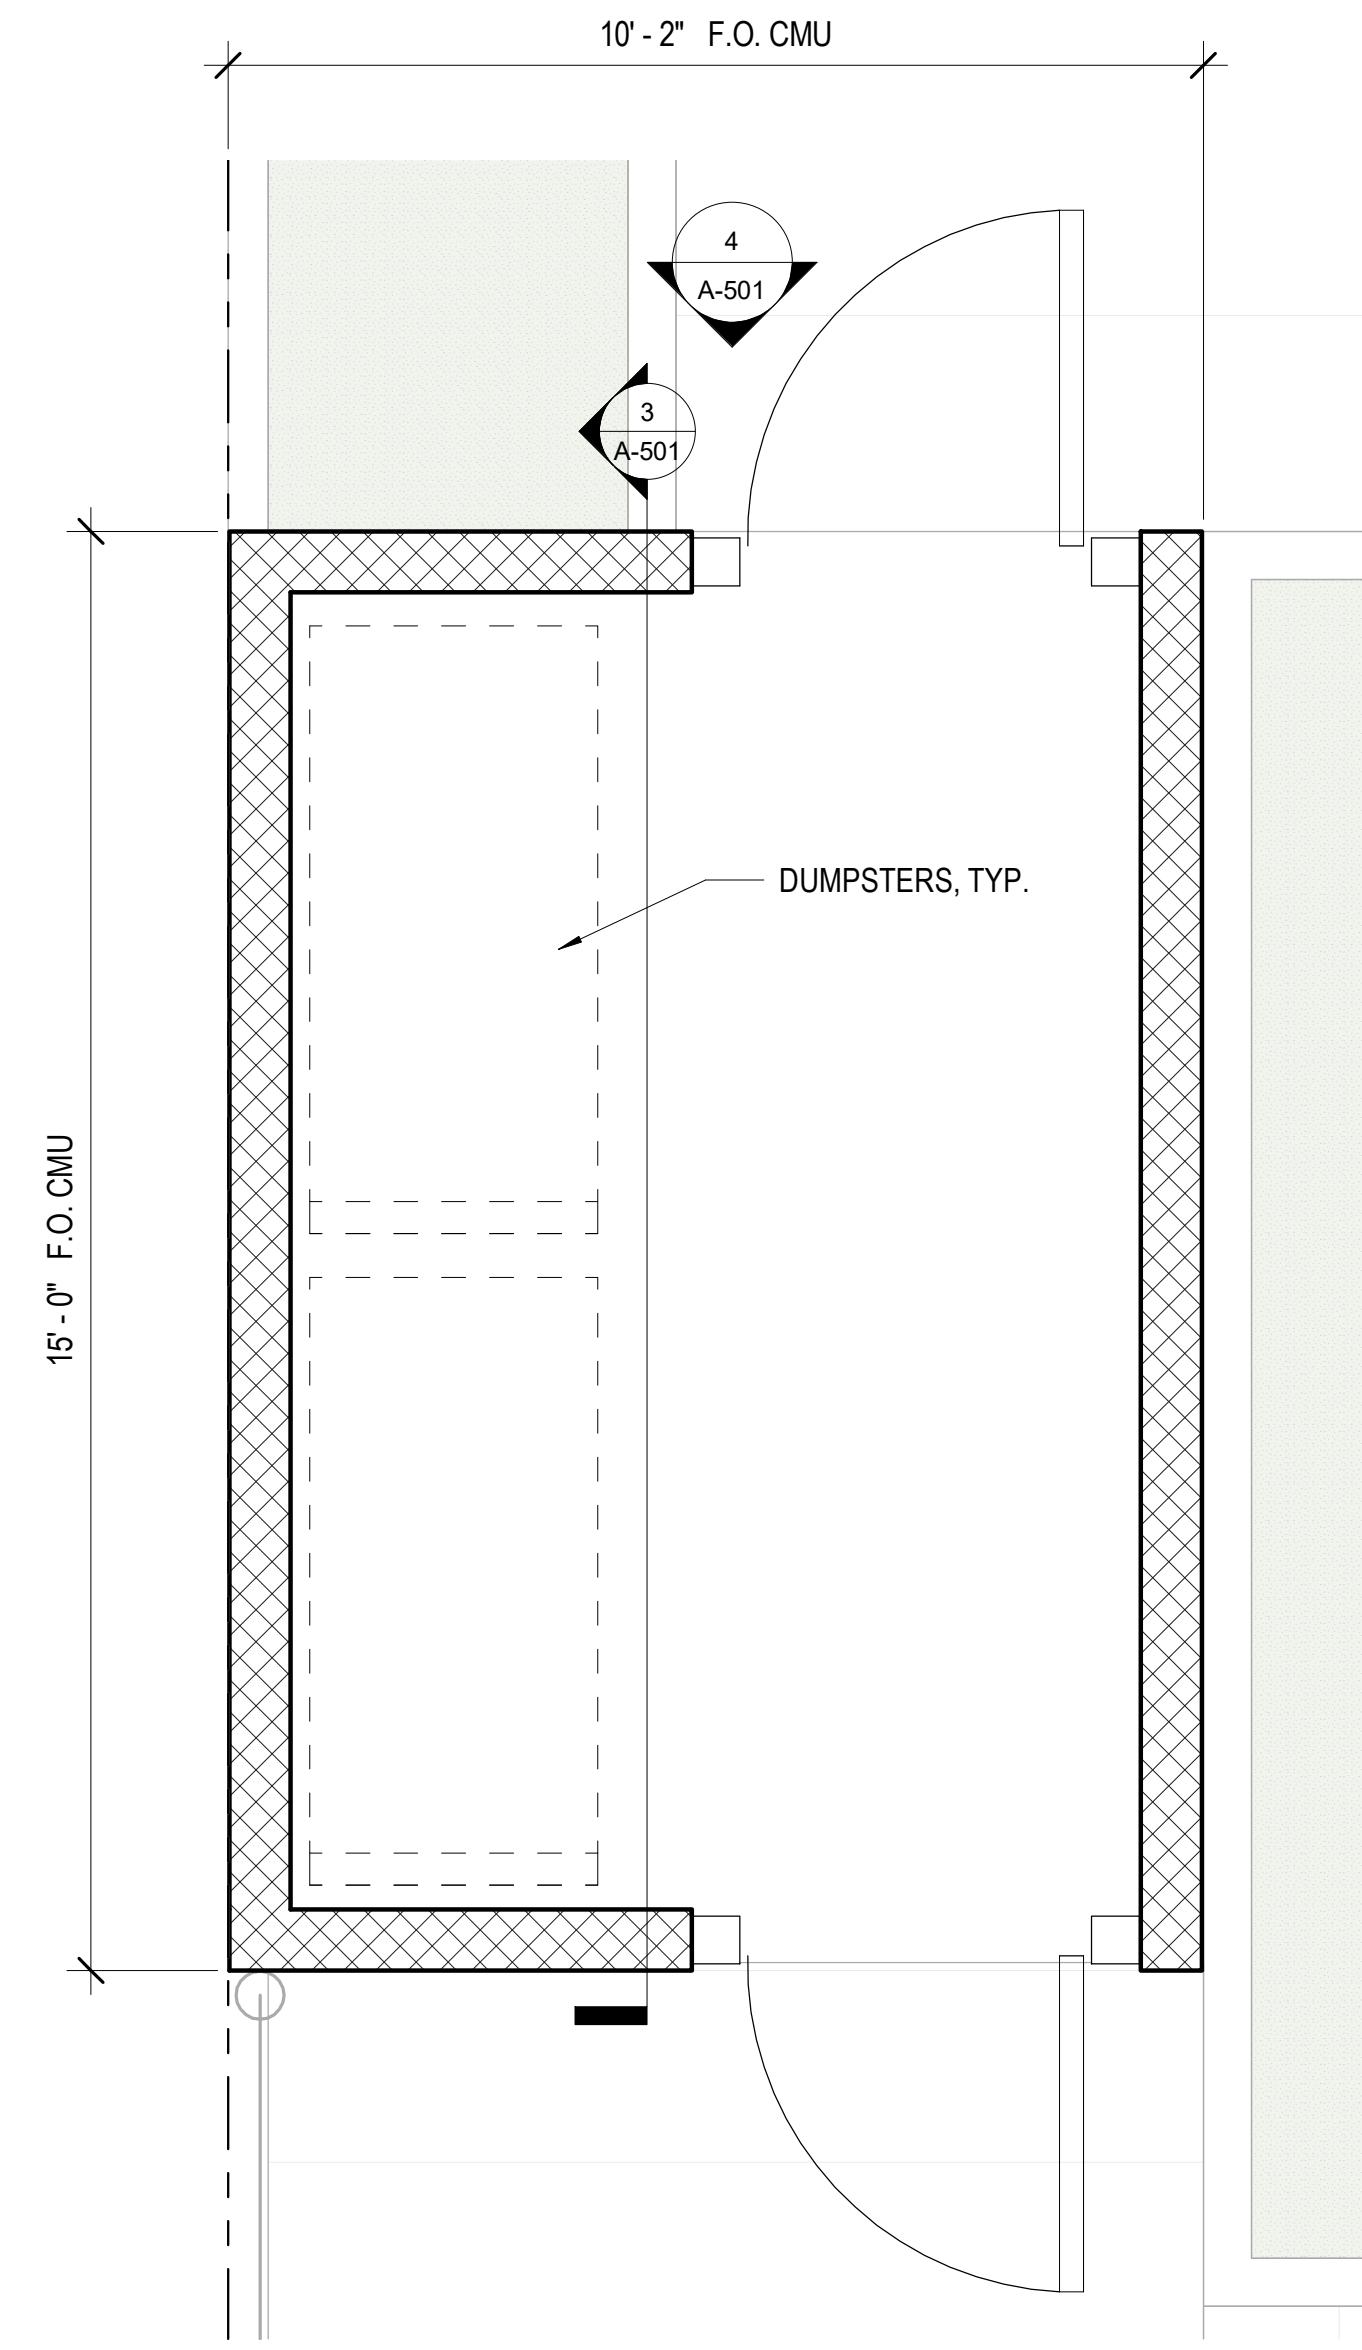 10' - 2"   F.O. CMU
4
A-501
3
A-501
DUMPSTERS, TYP.
15' - 0"   F.O. CMU